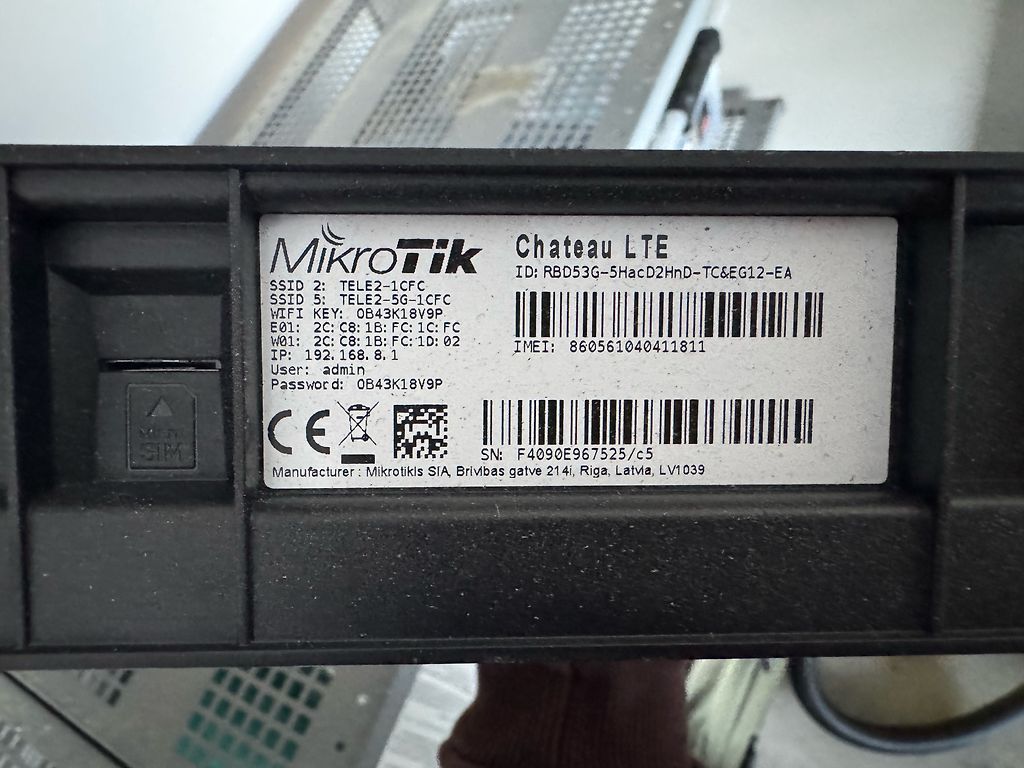 MikroTik
SSID 2: TELE2-1CFC
SSID 5: TELE2-5G-1CFC
WIFI KEY: 0B43K18V9P
E01: 2C:C8:1B:FC:1C:FC
W01: 2C:C8:1B:FC:1D:02
IP: 192.168.8.1
User: admin
Password: 0B43K18V9P
Chateau LTE
ID: RBD53G-5HacD2HnD-TC&EG12-EA
IMEI: 860561040411811
CE
SN: F4090E967525/c5
Manufacturer : Mikrotikls SIA, Brivibas gatve 214i, Riga, Latvia, LV1039
SIM